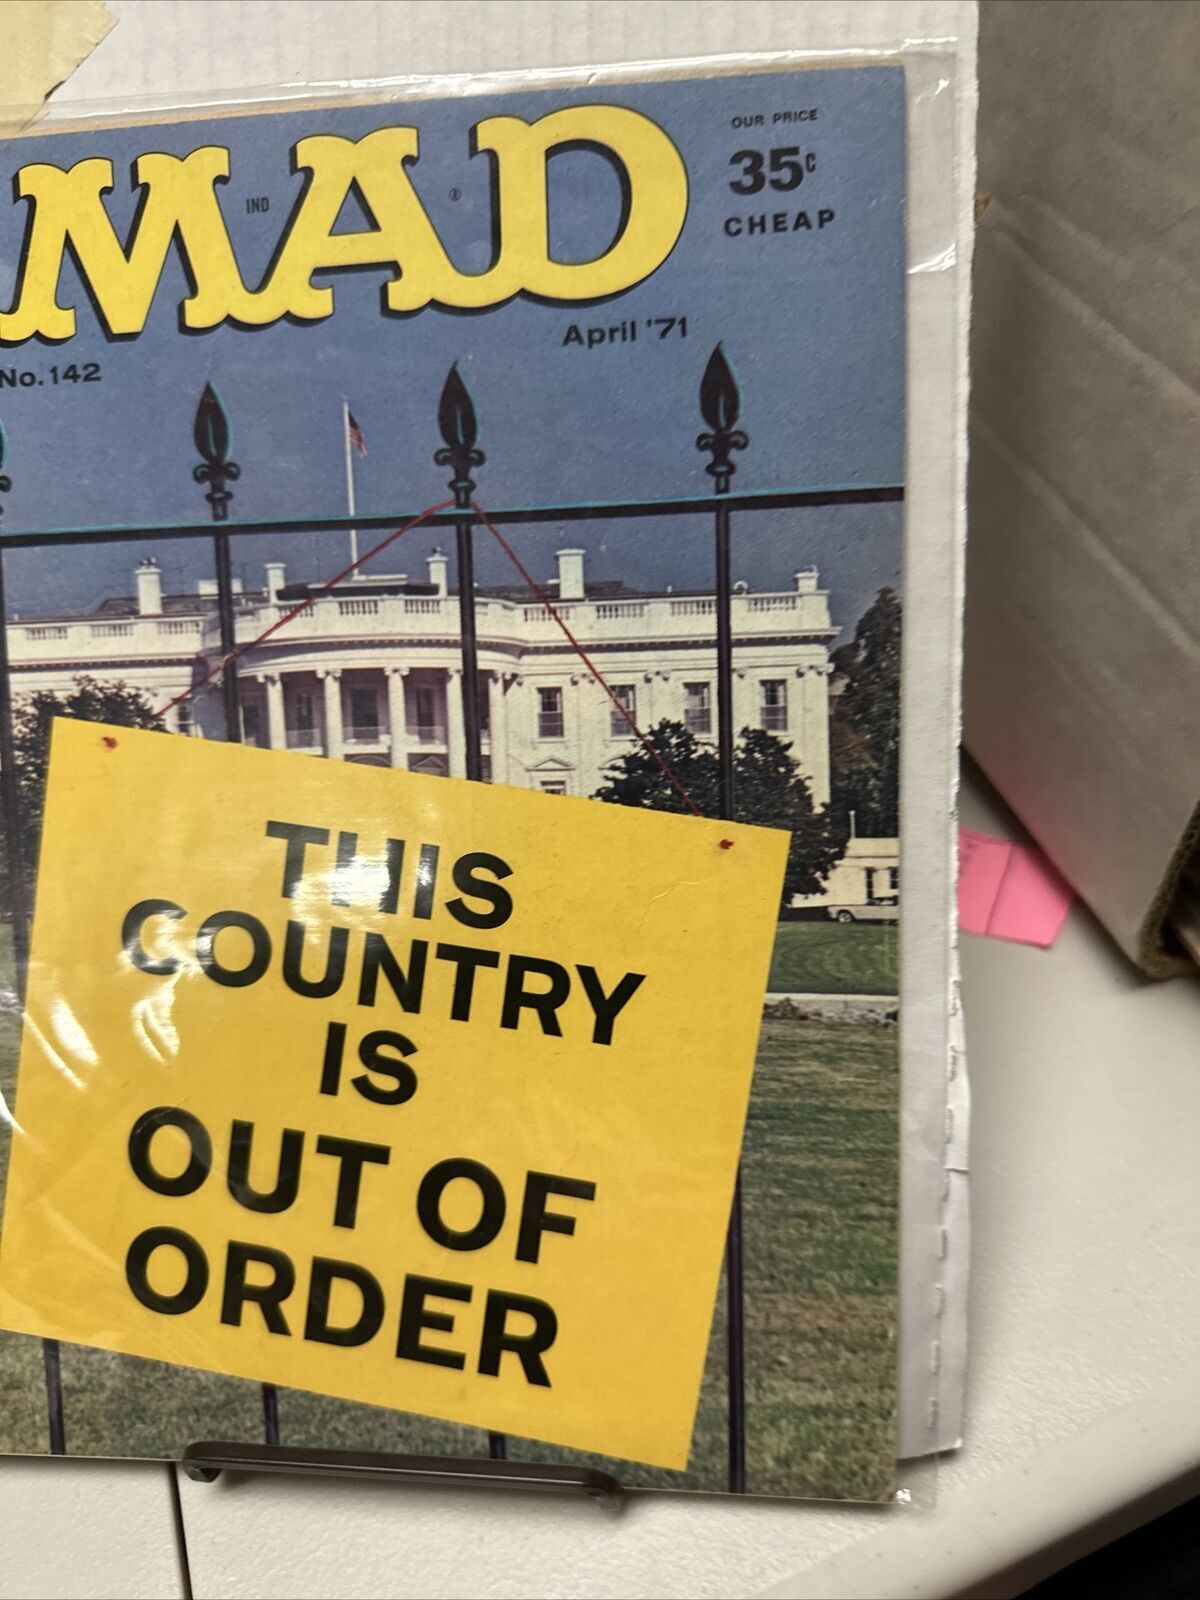 MAD
IND
®
OUR PRICE
35¢
CHEAP
April '71
No. 142
THIS
COUNTRY
IS
OUT OF
ORDER